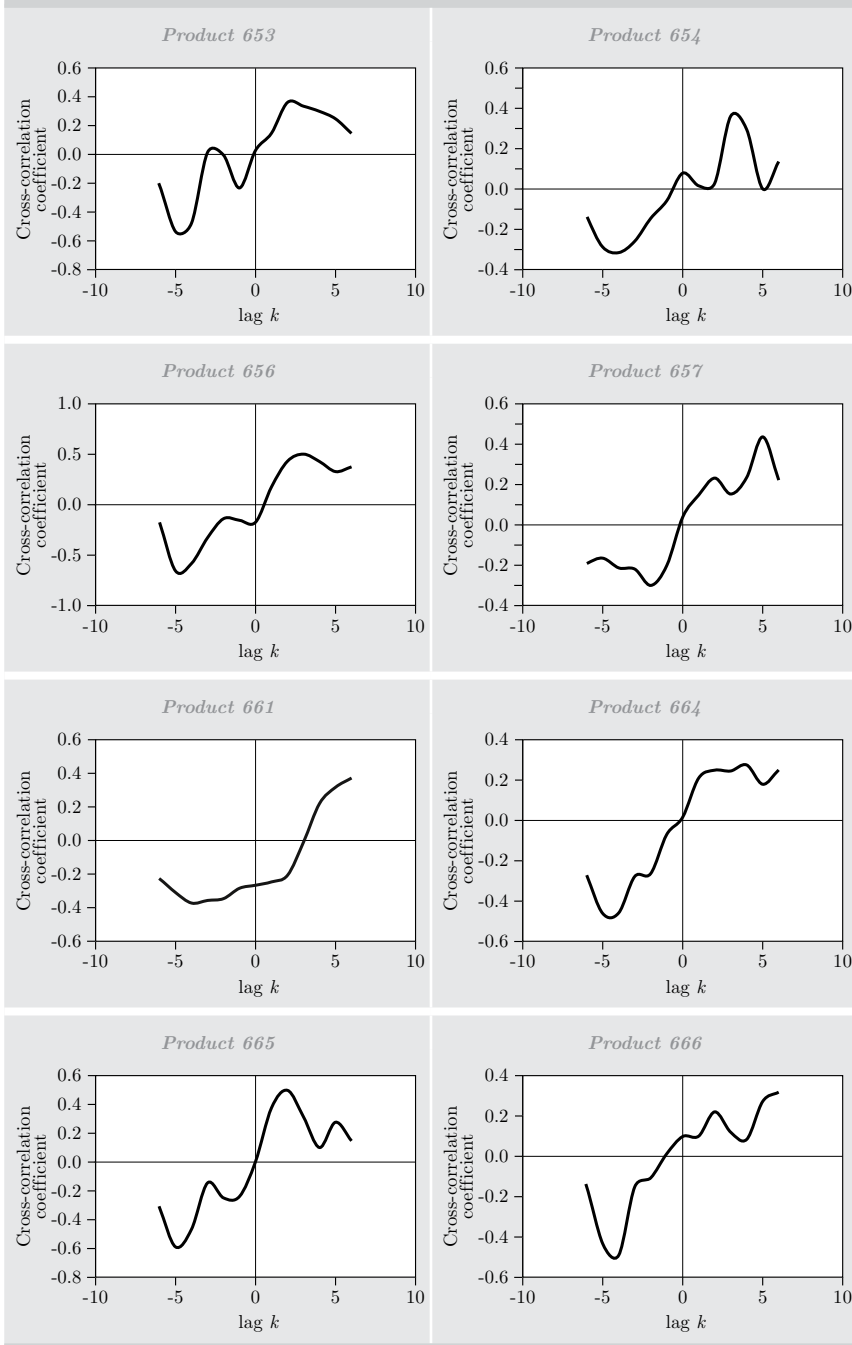 Product 653
Cross-correlation
coefficient
0.6
0.4
0.2
0.0
-0.2
-0.4
-0.6
-0.8
-10 -5 0 5 10
lag k
Product 654
Cross-correlation
coefficient
0.6
0.4
0.2
0.0
-0.2
-0.4
-10 -5 0 5 10
lag k
Product 656
Cross-correlation
coefficient
1.0
0.5
0.0
-0.5
-1.0
-10 -5 0 5 10
lag k
Product 657
Cross-correlation
coefficient
0.6
0.4
0.2
0.0
-0.2
-0.4
-10 -5 0 5 10
lag k
Product 661
Cross-correlation
coefficient
0.6
0.4
0.2
0.0
-0.2
-0.4
-0.6
-10 -5 0 5 10
lag k
Product 664
Cross-correlation
coefficient
0.4
0.2
0.0
-0.2
-0.4
-0.6
-10 -5 0 5 10
lag k
Product 665
Cross-correlation
coefficient
0.6
0.4
0.2
0.0
-0.2
-0.4
-0.6
-0.8
-10 -5 0 5 10
lag k
Product 666
Cross-correlation
coefficient
0.4
0.2
0.0
-0.2
-0.4
-0.6
-10 -5 0 5 10
lag k